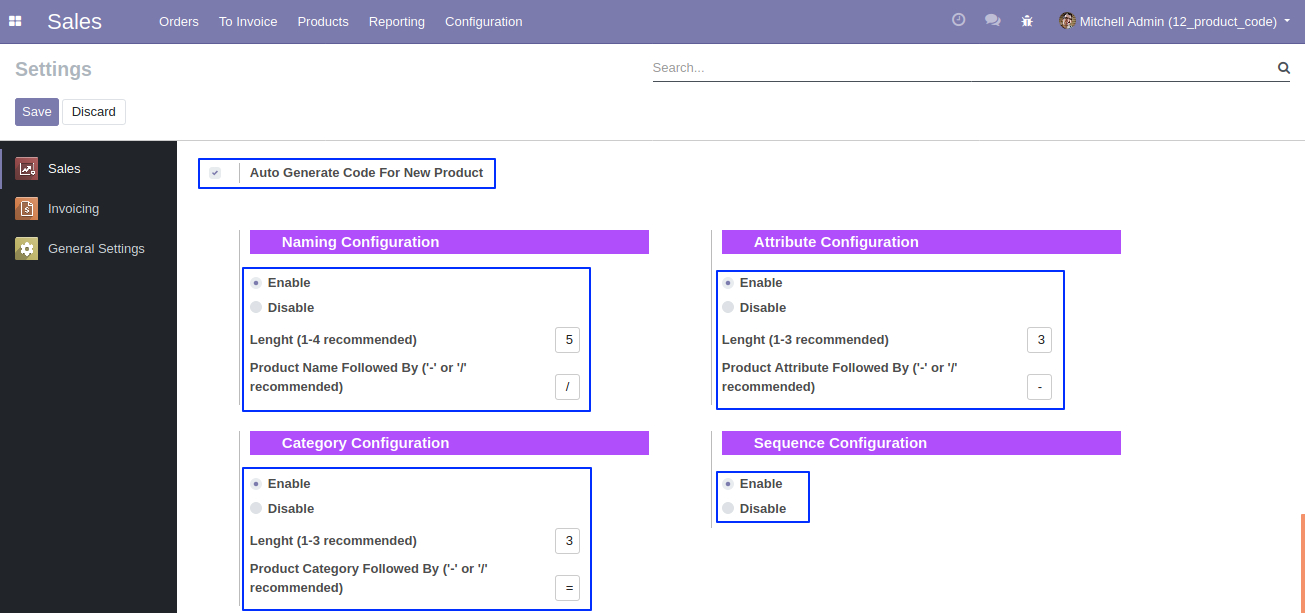 Sales Orders To Invoice Products Reporting Configuration Mitchell Admin (12_product_code)
Settings
Search...
Save Discard
Sales
Invoicing
General Settings
Auto Generate Code For New Product
Naming Configuration
Enable
Disable
Lenght (1-4 recommended) 5
Product Name Followed By ('-' or '/'
recommended) /
Attribute Configuration
Enable
Disable
Lenght (1-3 recommended) 3
Product Attribute Followed By ('-' or '/'
recommended) -
Category Configuration
Enable
Disable
Lenght (1-3 recommended) 3
Product Category Followed By ('-' or '/'
recommended) =
Sequence Configuration
Enable
Disable